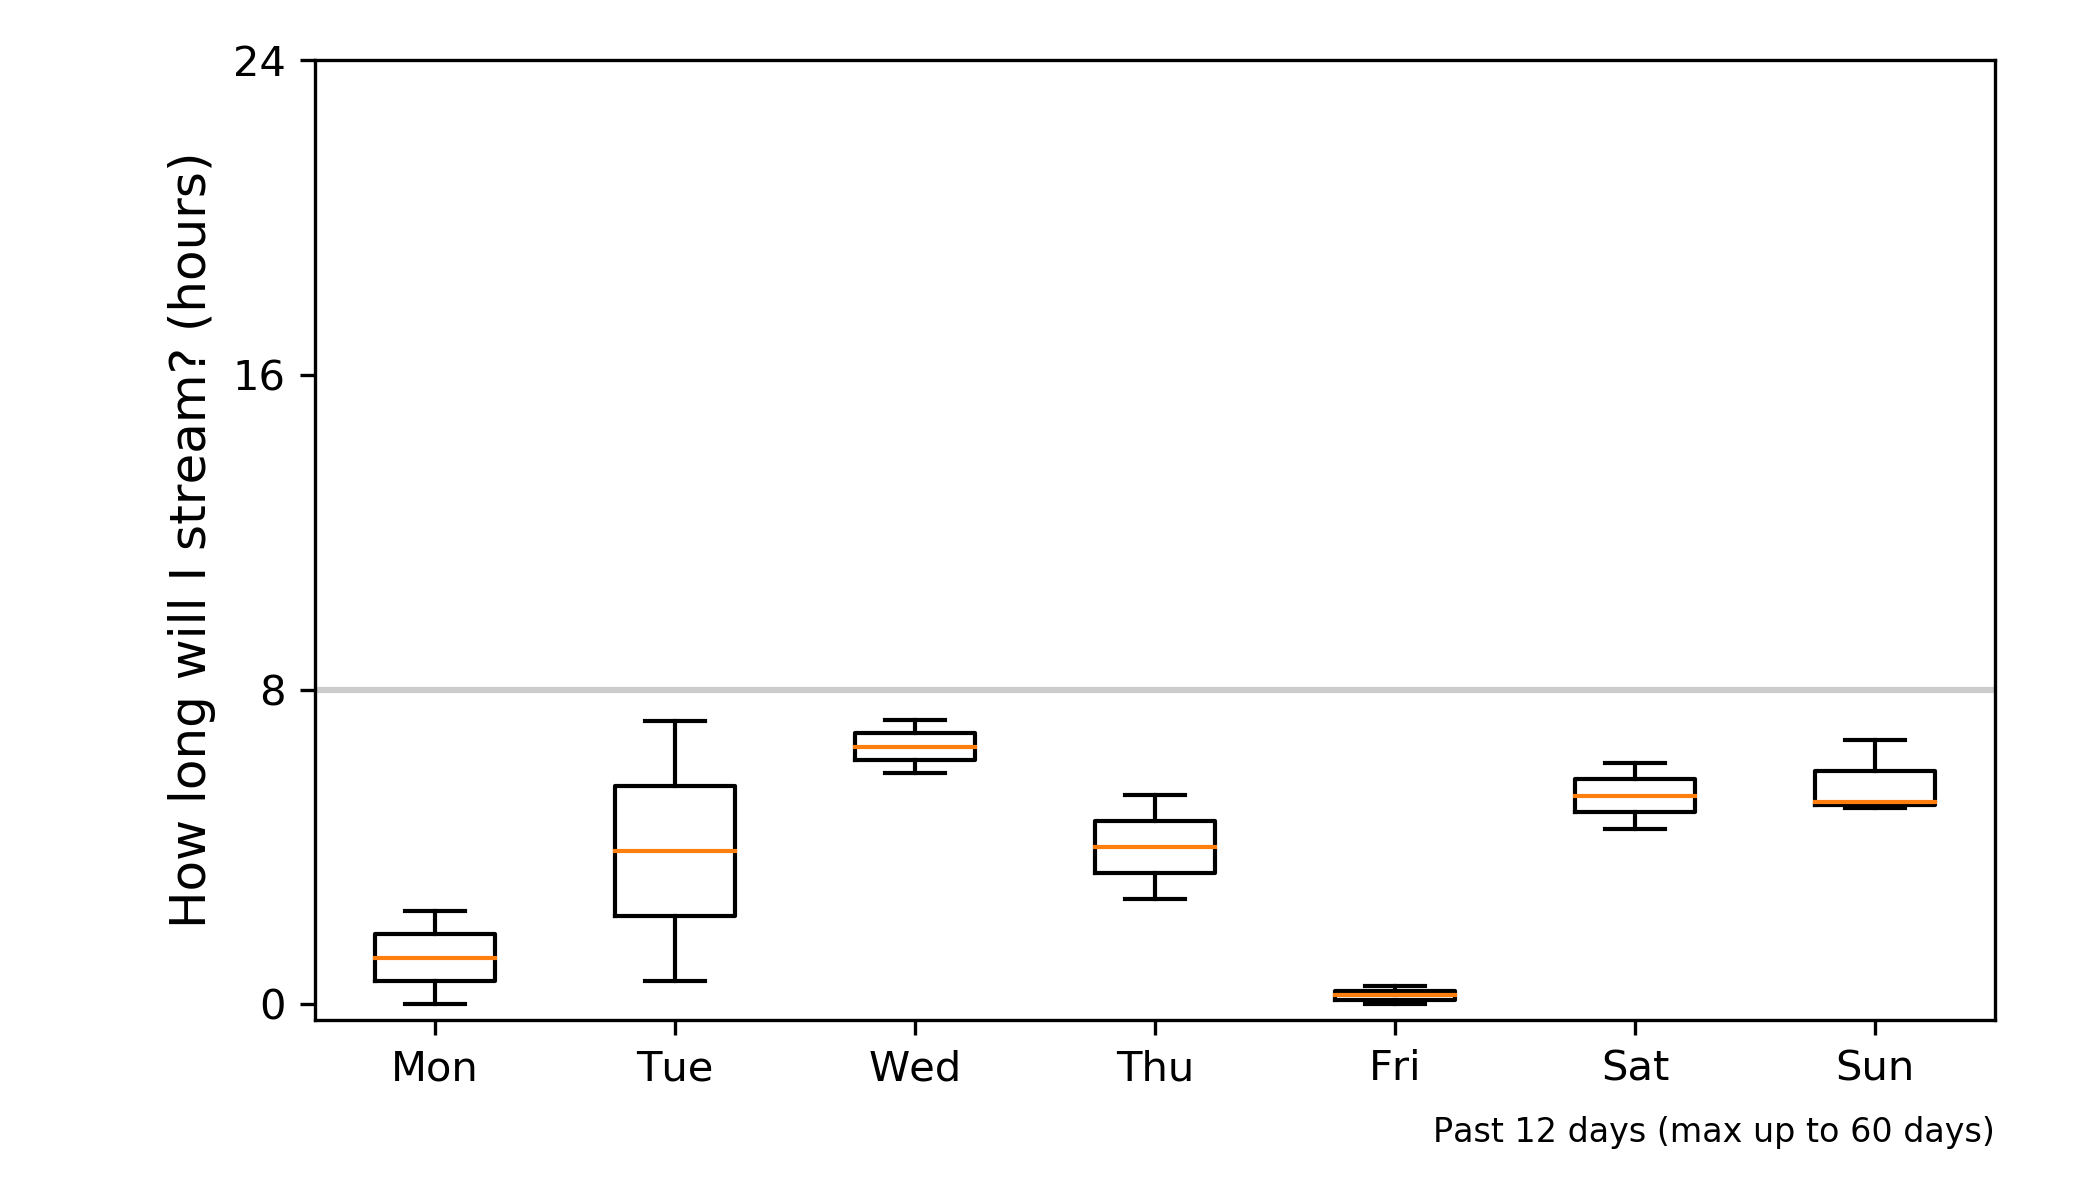 How long will I stream? (hours)
24
16
8
0
Mon Tue Wed Thu Fri Sat Sun
Past 12 days (max up to 60 days)